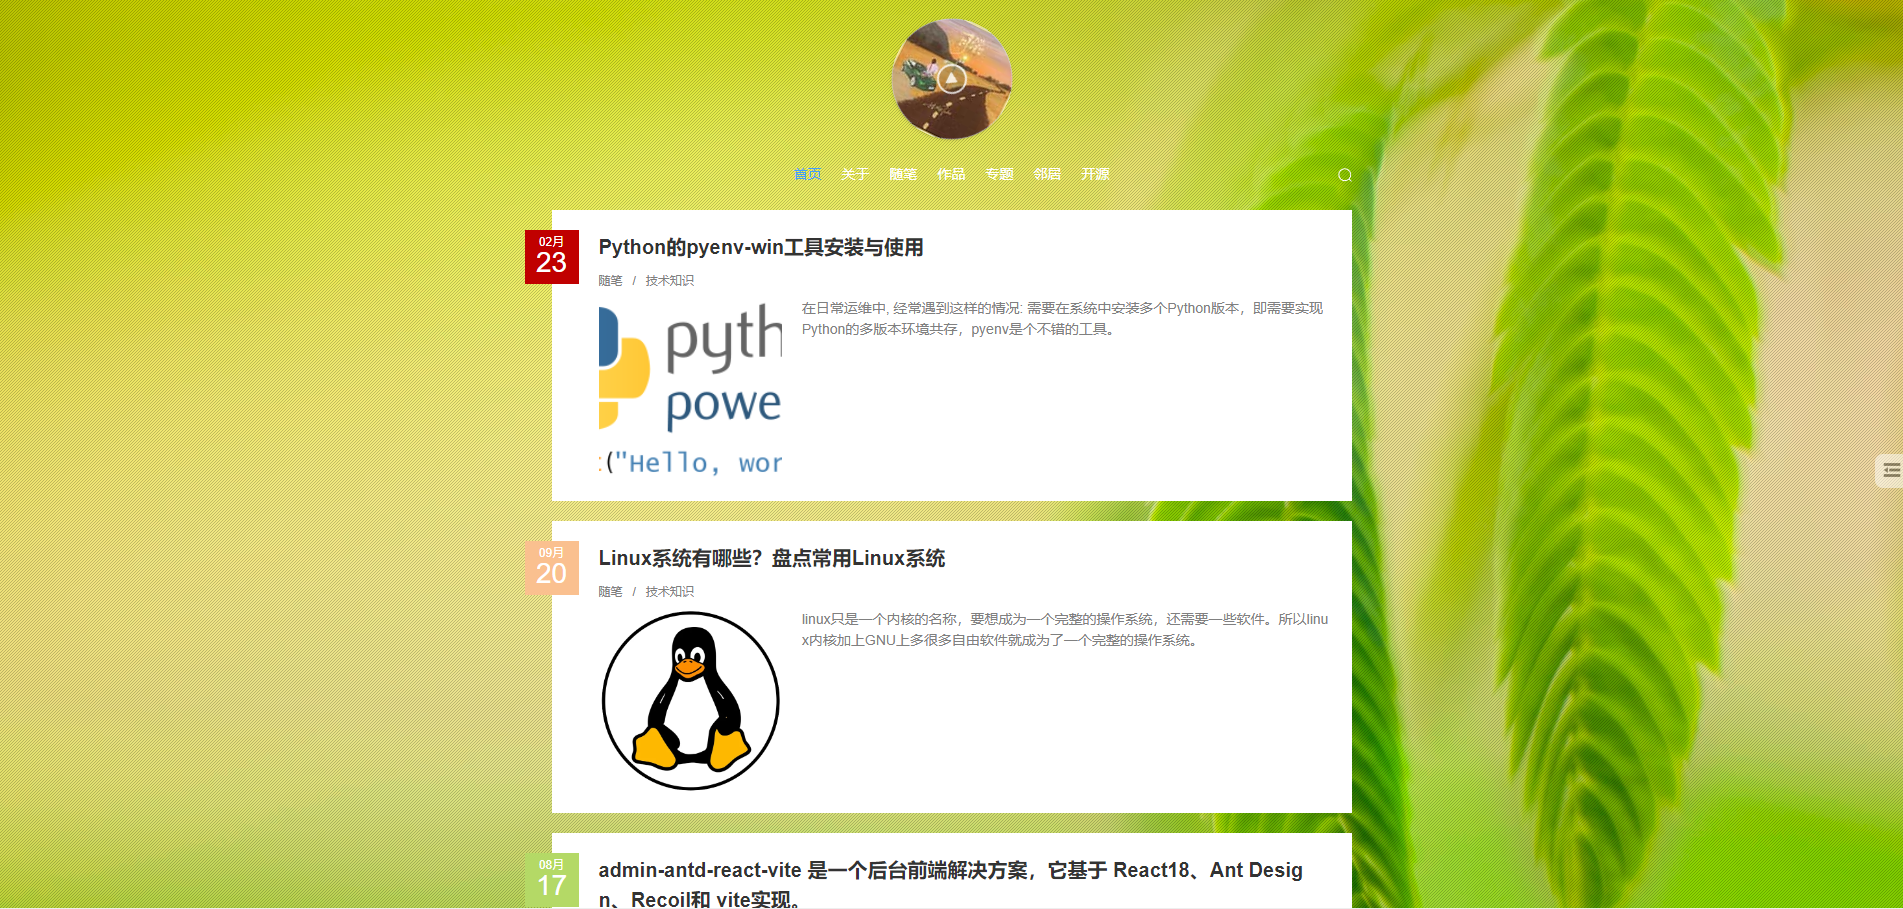 首页 关于 随笔 作品 专题 邻居 开源
02月
23
Python的pyenv-win工具安装与使用
随笔 / 技术知识
在日常运维中, 经常遇到这样的情况: 需要在系统中安装多个Python版本，即需要实现
Python的多版本环境共存，pyenv是个不错的工具。
pyth
powe
("Hello, wor
09月
20
Linux系统有哪些？盘点常用Linux系统
随笔 / 技术知识
linux只是一个内核的名称，要想成为一个完整的操作系统，还需要一些软件。所以linu
x内核加上GNU上多很多自由软件就成为了一个完整的操作系统。
08月
17
admin-antd-react-vite 是一个后台前端解决方案，它基于 React18、Ant Desig
n、Recoil和 vite实现。